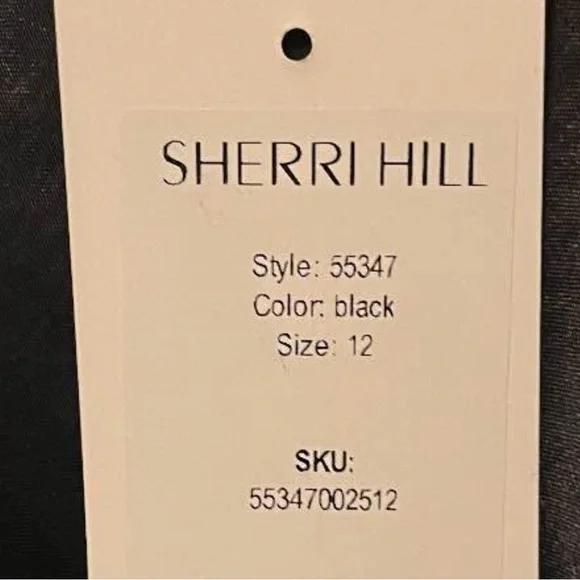 SHERRI HILL
Style: 55347
Color: black
Size: 12
SKU:
55347002512